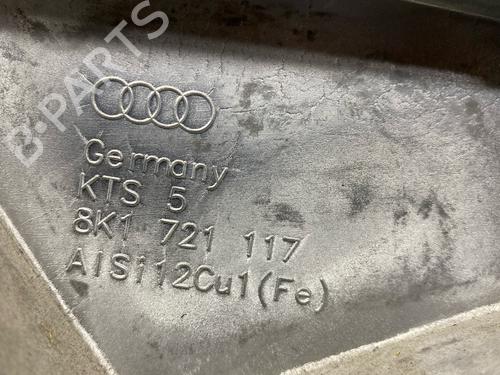 B-PARTS
Germany
KTS 5
8K1 721 117
AlSi12Cu1(Fe)